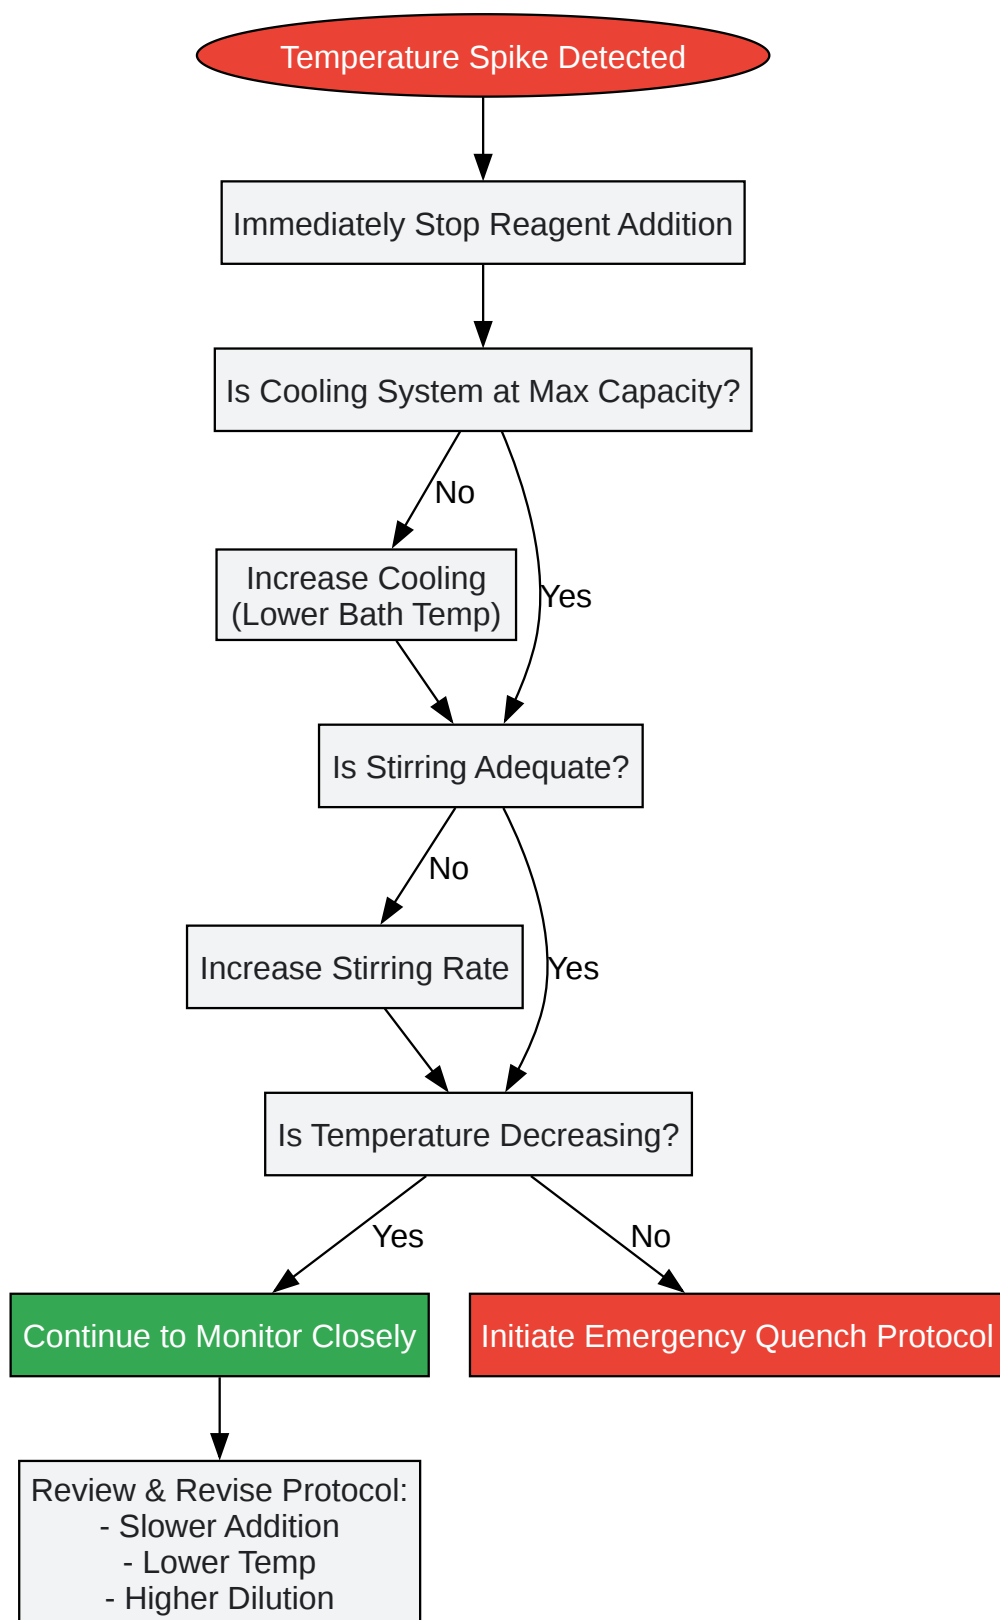 Temperature Spike Detected
Immediately Stop Reagent Addition
Is Cooling System at Max Capacity?
No
Increase Cooling
(Lower Bath Temp)
Yes
Is Stirring Adequate?
No
Increase Stirring Rate
Yes
Is Temperature Decreasing?
Yes
No
Continue to Monitor Closely
Initiate Emergency Quench Protocol
Review & Revise Protocol:
- Slower Addition
- Lower Temp
- Higher Dilution